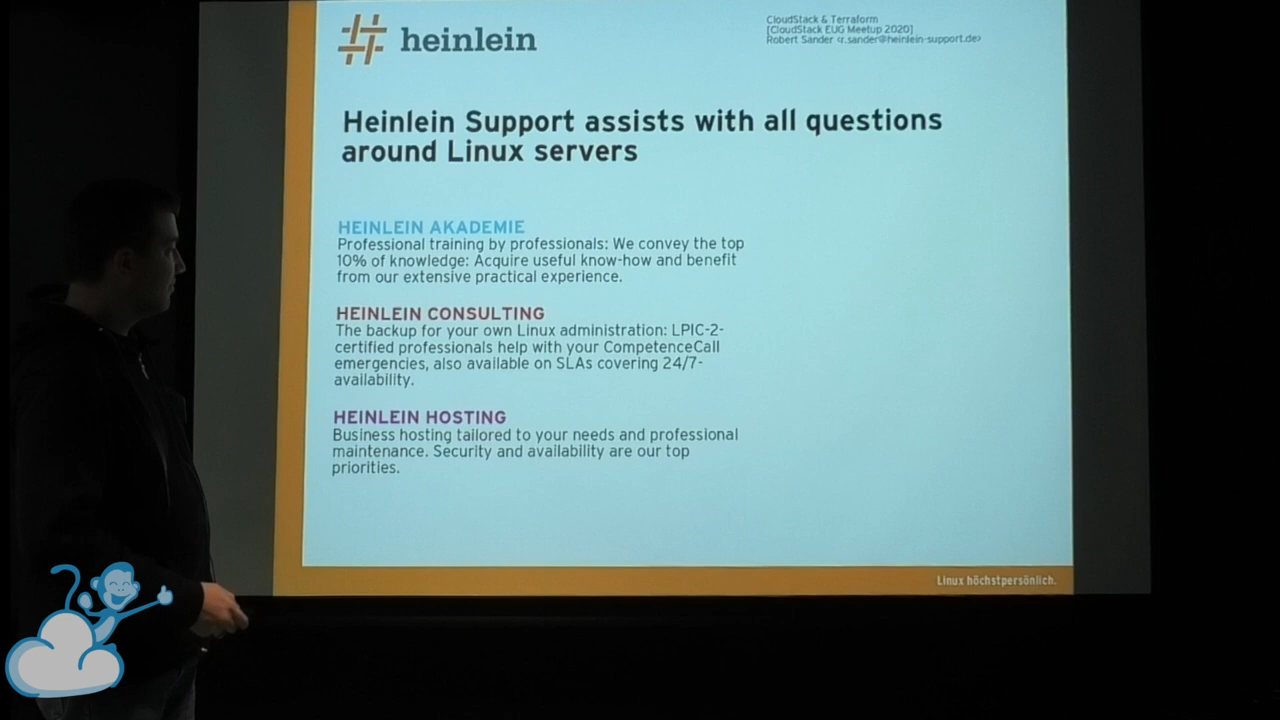 heinlein
CloudStack & Terraform
[CloudStack EUG Meetup 2020]
Robert Sander <r.sander@heinlein-support.de>
Heinlein Support assists with all questions
around Linux servers
HEINLEIN AKADEMIE
Professional training by professionals: We convey the top
10% of knowledge: Acquire useful know-how and benefit
from our extensive practical experience.
HEINLEIN CONSULTING
The backup for your own Linux administration: LPIC-2-
certified professionals help with your CompetenceCall
emergencies, also available on SLAs covering 24/7-
availability.
HEINLEIN HOSTING
Business hosting tailored to your needs and professional
maintenance. Security and availability are our top
priorities.
Linux höchstpersönlich.